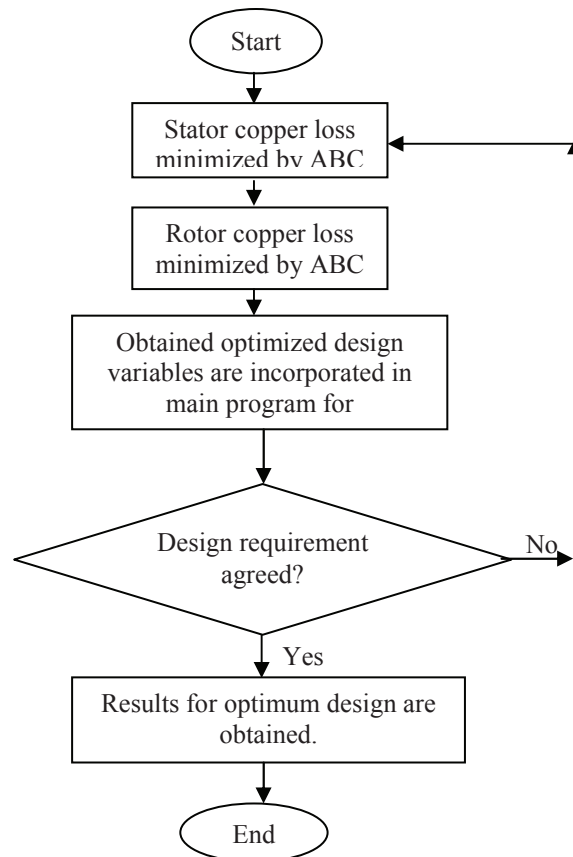 Start
Stator copper loss
minimized by ABC
Rotor copper loss
minimized by ABC
Obtained optimized design
variables are incorporated in
main program for
Design requirement
agreed?
No
Yes
Results for optimum design are
obtained.
End